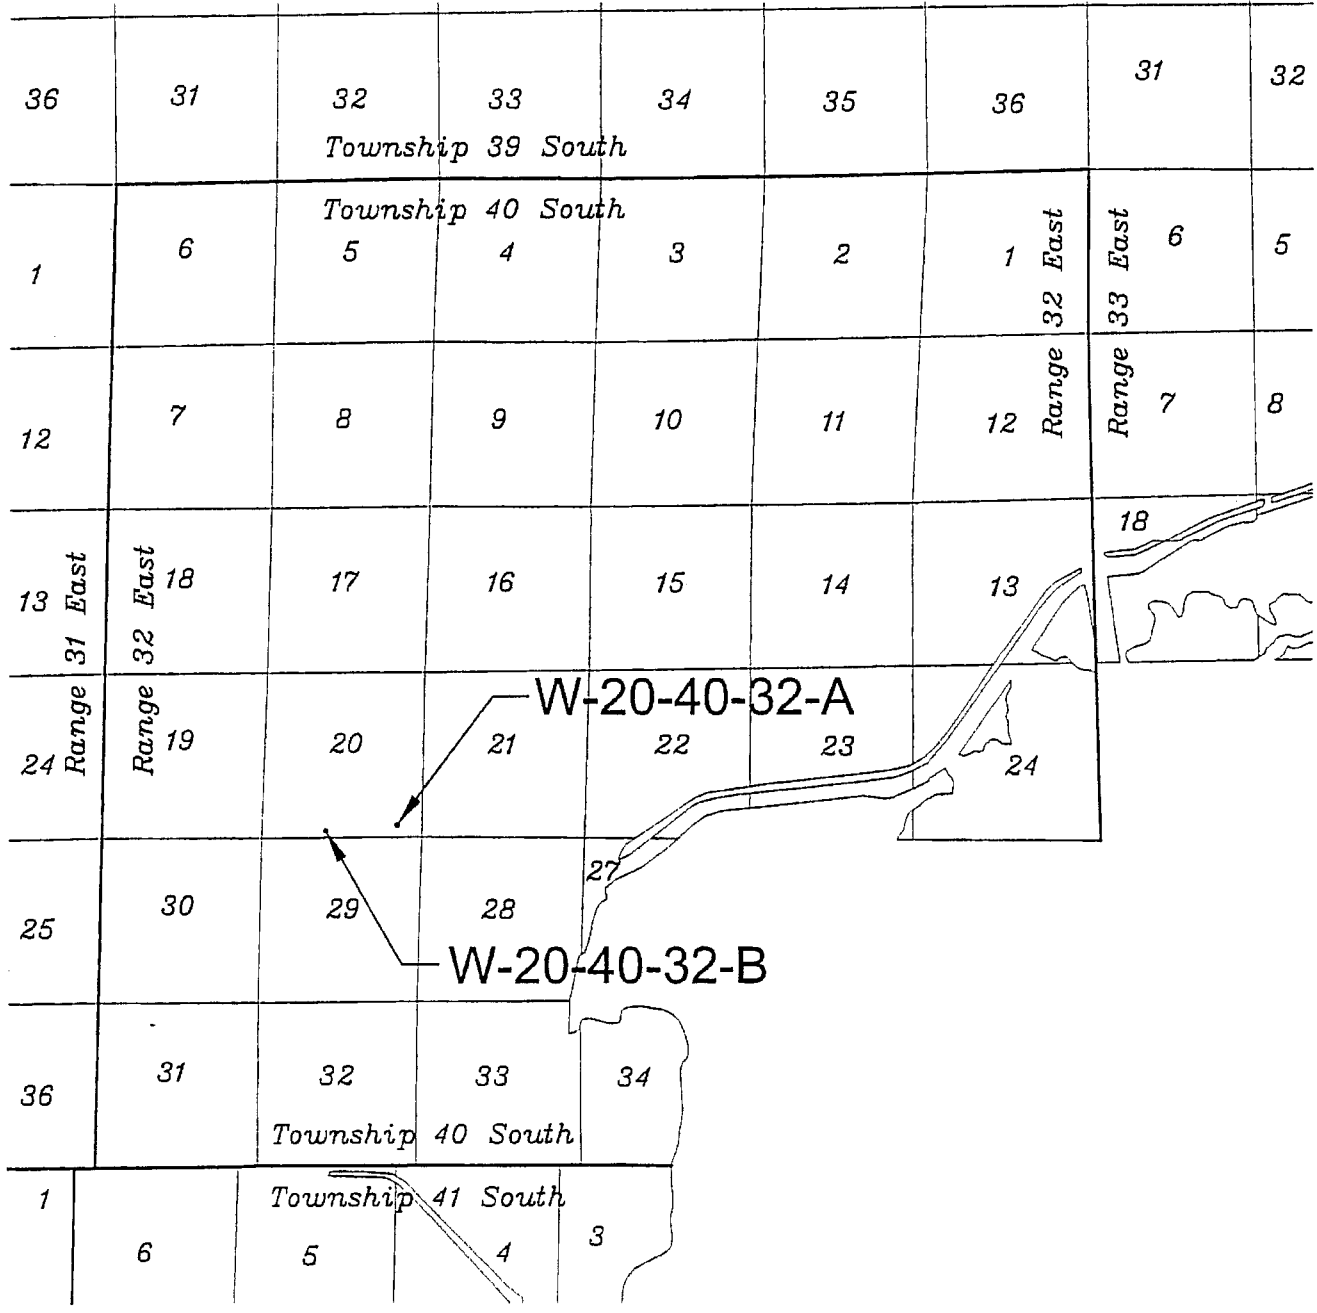 36 31 32 33 34 35 36 31 32
Township 39 South
Township 40 South
1 6 5 4 3 2 1 6 5
Range 32 East
Range 33 East
12 7 8 9 10 11 12 7 8
18
13 18 17 16 15 14 13
Range 31 East
Range 32 East
W-20-40-32-A
24 19 20 21 22 23 24
27
25 30 29 28
W-20-40-32-B
36 31 32 33 34
Township 40 South
Township 41 South
1 6 5 4 3